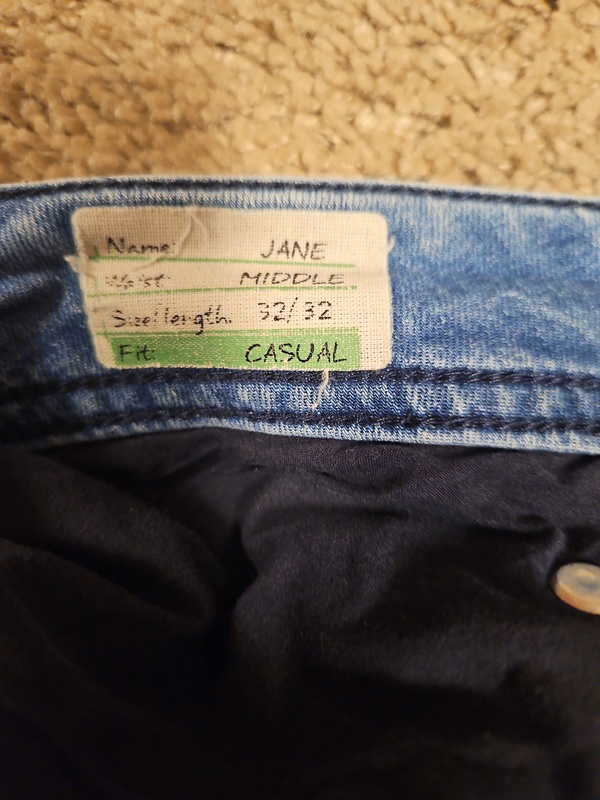 Name: JANE
Waist: MIDDLE
Size/length: 32/32
Fit: CASUAL